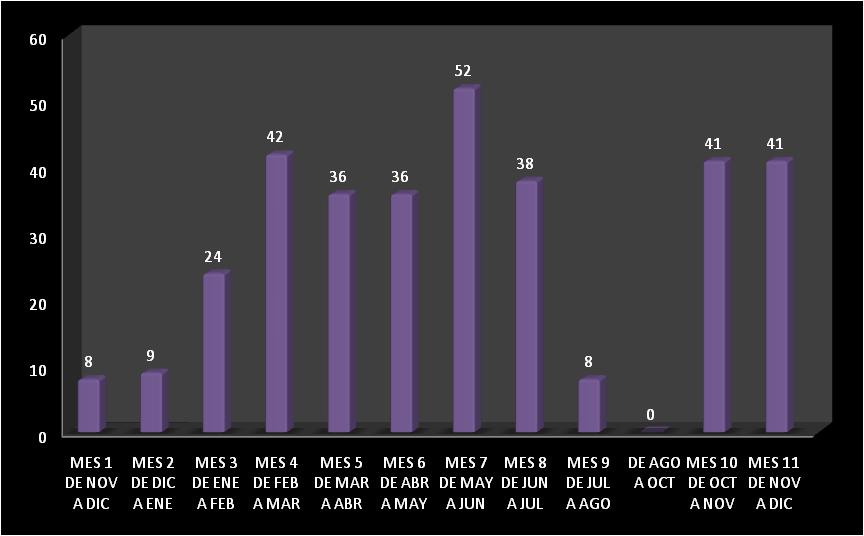 60
50
40
30
20
10
0
8
9
24
42
36
36
52
38
8
0
41
41
MES 1
DE NOV
A DIC
MES 2
DE DIC
A ENE
MES 3
DE ENE
A FEB
MES 4
DE FEB
A MAR
MES 5
DE MAR
A ABR
MES 6
DE ABR
A MAY
MES 7
DE MAY
A JUN
MES 8
DE JUN
A JUL
MES 9
DE JUL
A AGO
DE AGO
A OCT
MES 10
DE OCT
A NOV
MES 11
DE NOV
A DIC